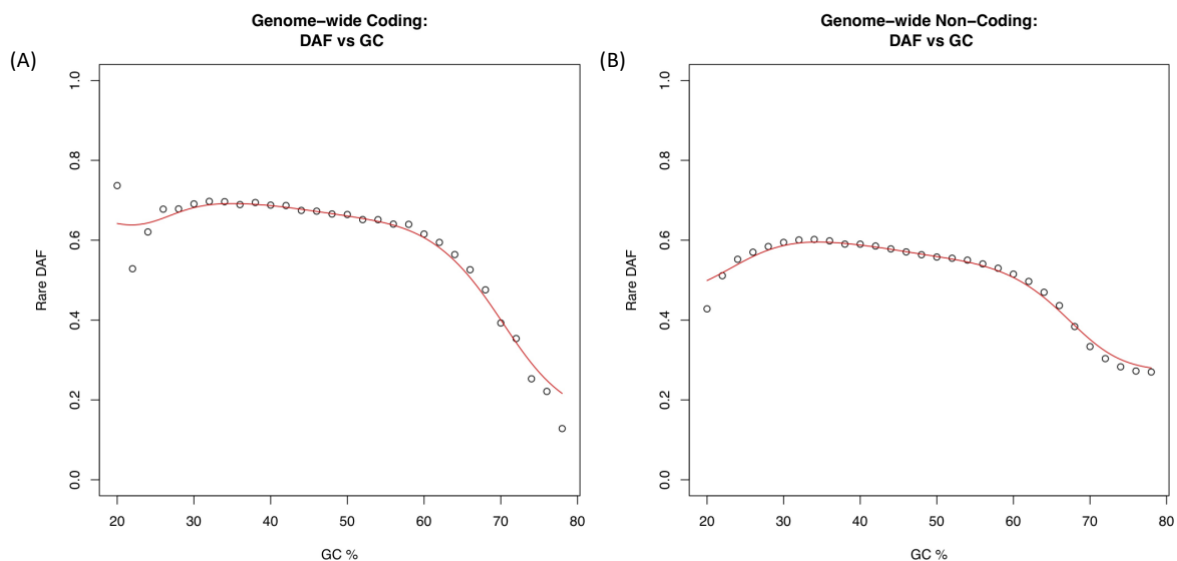 (A)
Genome−wide Coding:
DAF vs GC
Rare DAF
1.0
0.8
0.6
0.4
0.2
0.0
20 30 40 50 60 70 80
GC %
(B)
Genome−wide Non−Coding:
DAF vs GC
Rare DAF
1.0
0.8
0.6
0.4
0.2
0.0
20 30 40 50 60 70 80
GC %